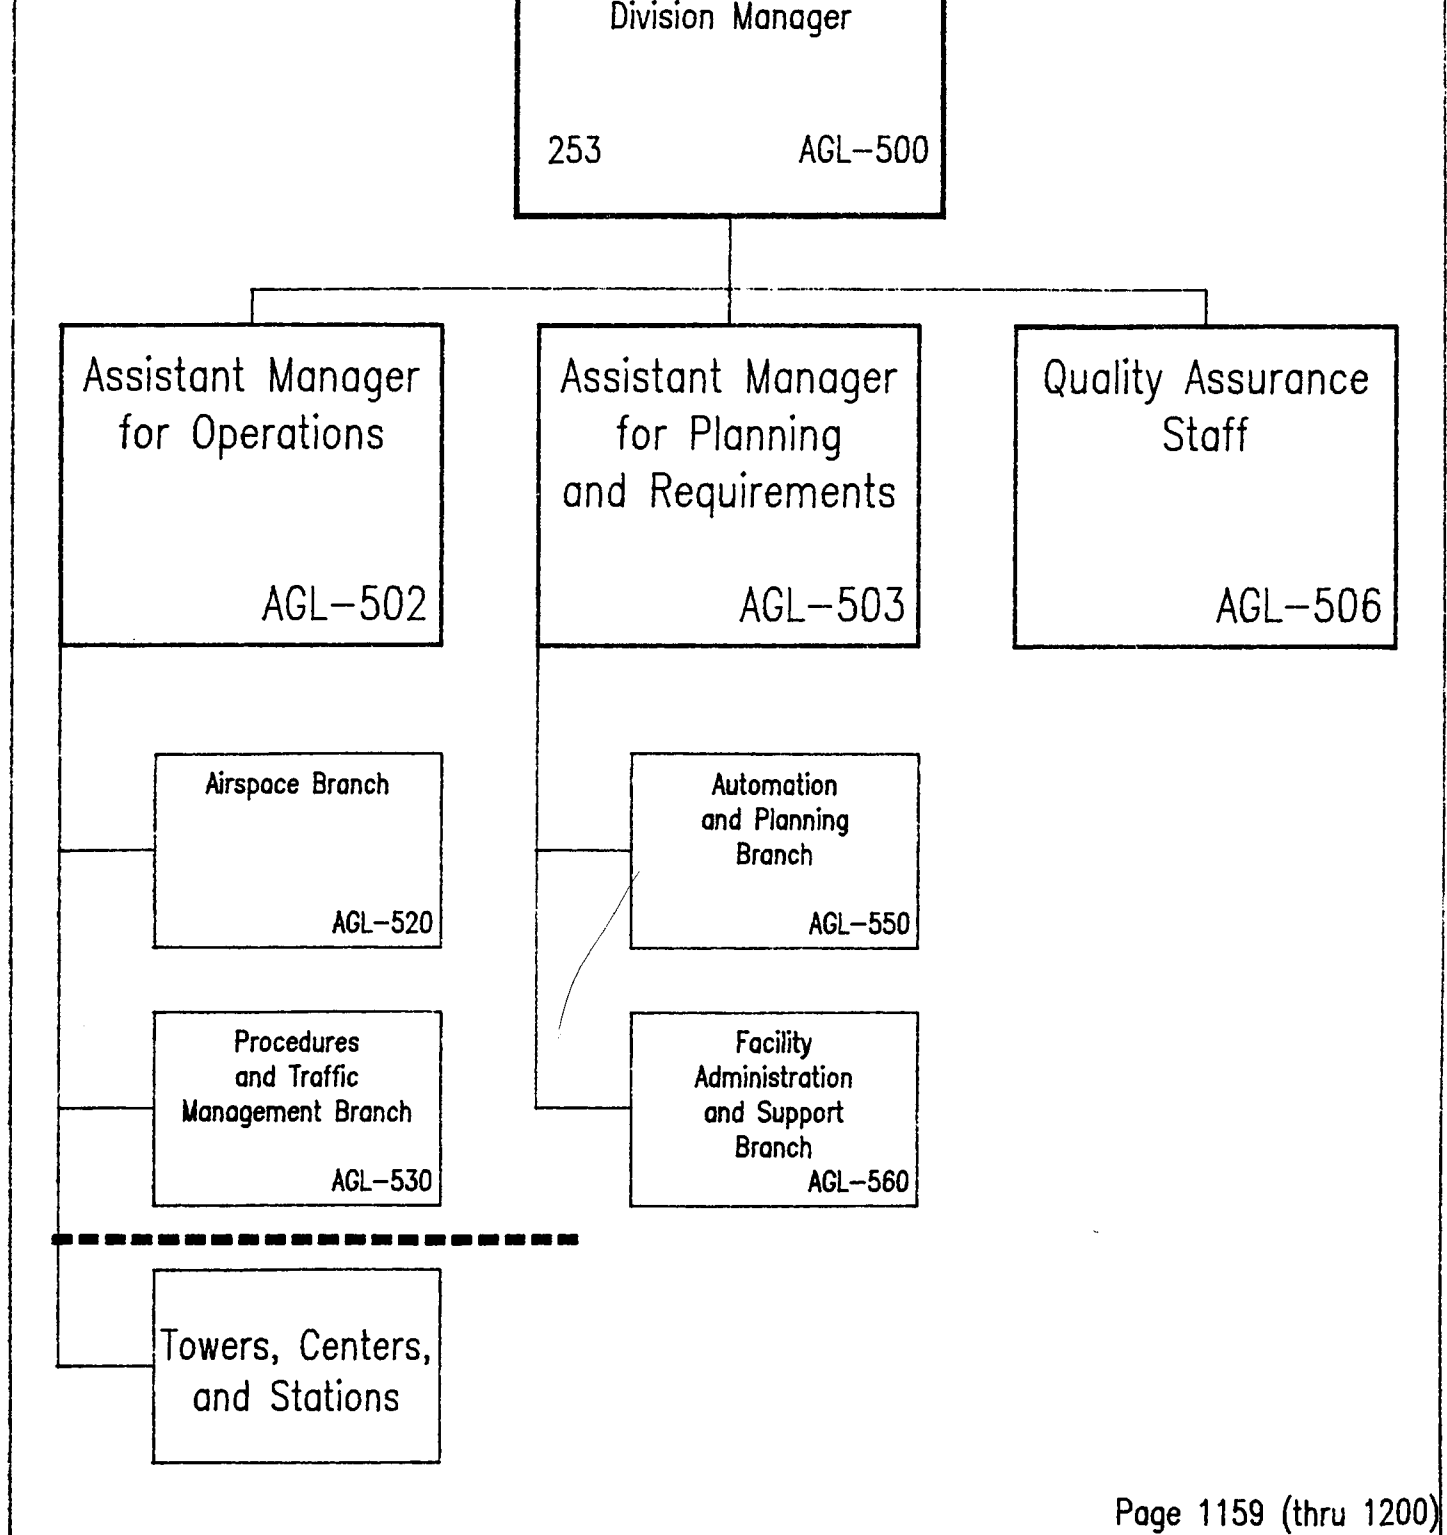 Division Manager
253 AGL-500
Assistant Manager
for Operations
AGL-502
Assistant Manager
for Planning
and Requirements
AGL-503
Quality Assurance
Staff
AGL-506
Airspace Branch
AGL-520
Automation
and Planning
Branch
AGL-550
Procedures
and Traffic
Management Branch
AGL-530
Facility
Administration
and Support
Branch
AGL-560
Towers, Centers,
and Stations
Page 1159 (thru 1200)